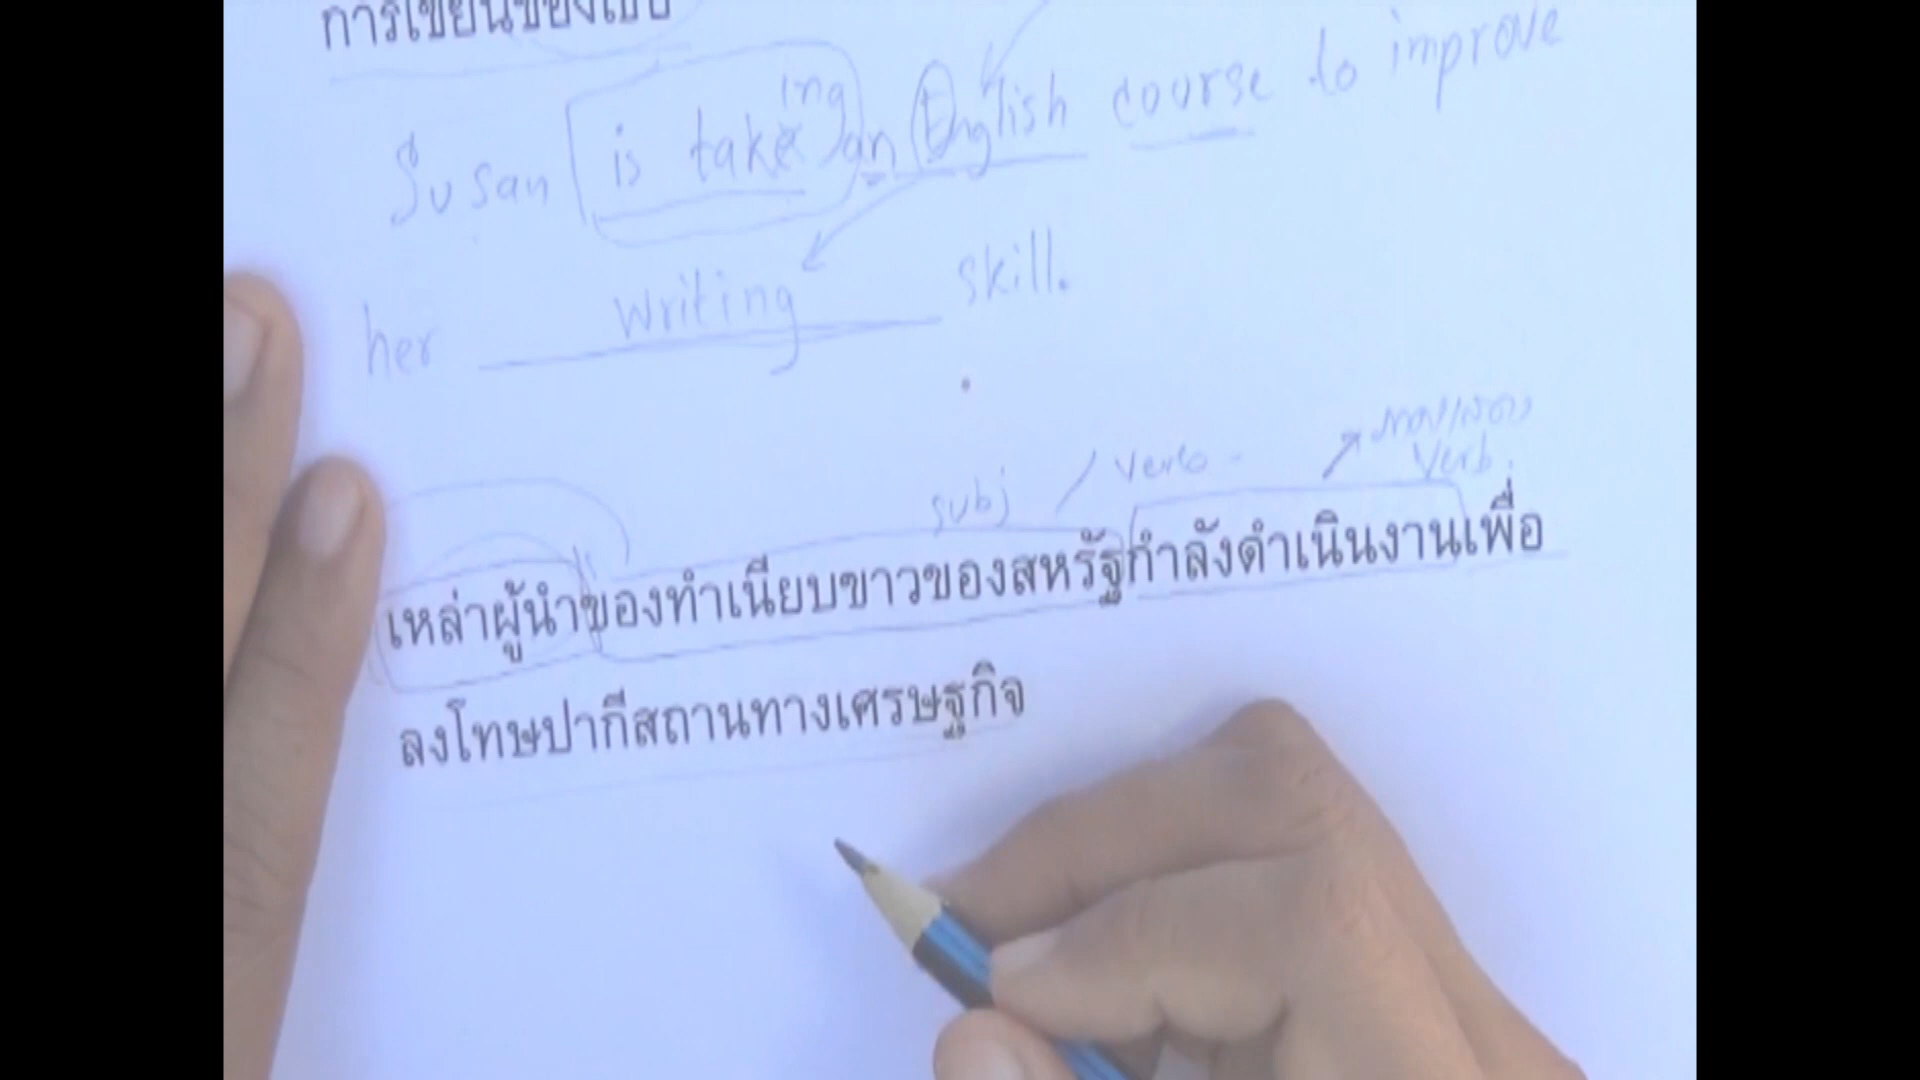 การเขียนของเธอ
Susan is takeing an English course to improve
her writing skill.
subj / Verb
Verb.
เหล่าผู้นำของทำเนียบขาวของสหรัฐกำลังดำเนินงานเพื่อ
ลงโทษปากีสถานทางเศรษฐกิจ